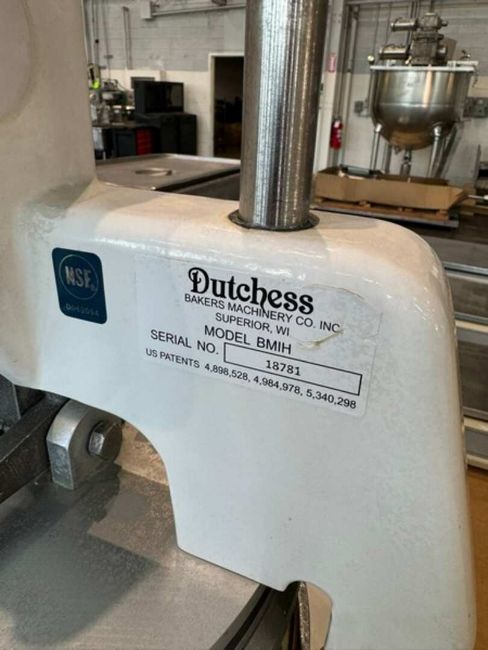 NSF
Dutchess
BAKERS MACHINERY CO. INC
SUPERIOR, WI
MODEL BMIH
SERIAL NO. 18781
US PATENTS 4,898,528, 4,984,978, 5,340,298